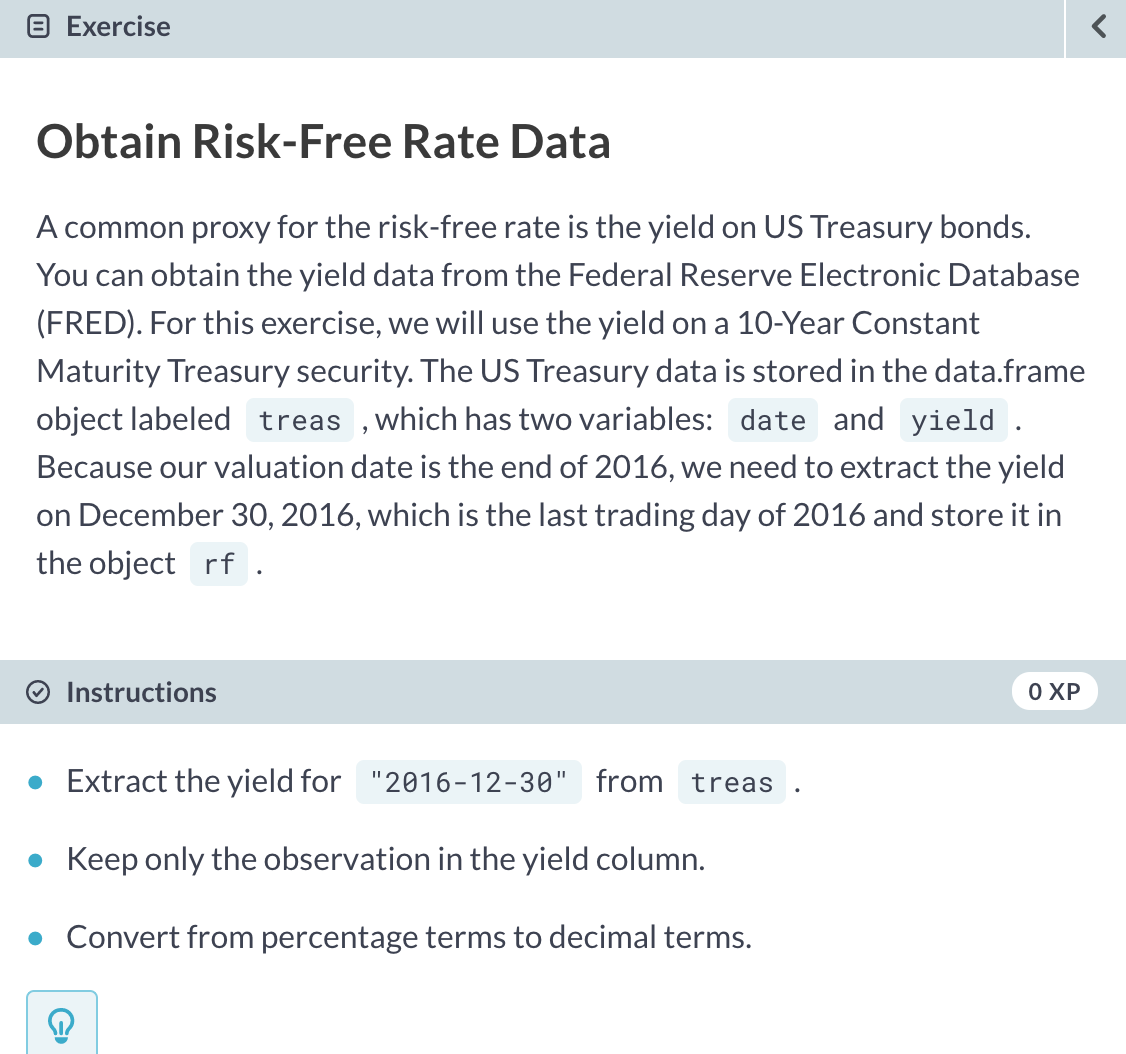 Exercise
Obtain Risk-Free Rate Data
A common proxy for the risk-free rate is the yield on US Treasury bonds.
You can obtain the yield data from the Federal Reserve Electronic Database
(FRED). For this exercise, we will use the yield on a 10-Year Constant
Maturity Treasury security. The US Treasury data is stored in the data.frame
object labeled treas , which has two variables: date and yield .
Because our valuation date is the end of 2016, we need to extract the yield
on December 30, 2016, which is the last trading day of 2016 and store it in
the object rf .
Instructions 0 XP
Extract the yield for "2016-12-30" from treas .
Keep only the observation in the yield column.
Convert from percentage terms to decimal terms.